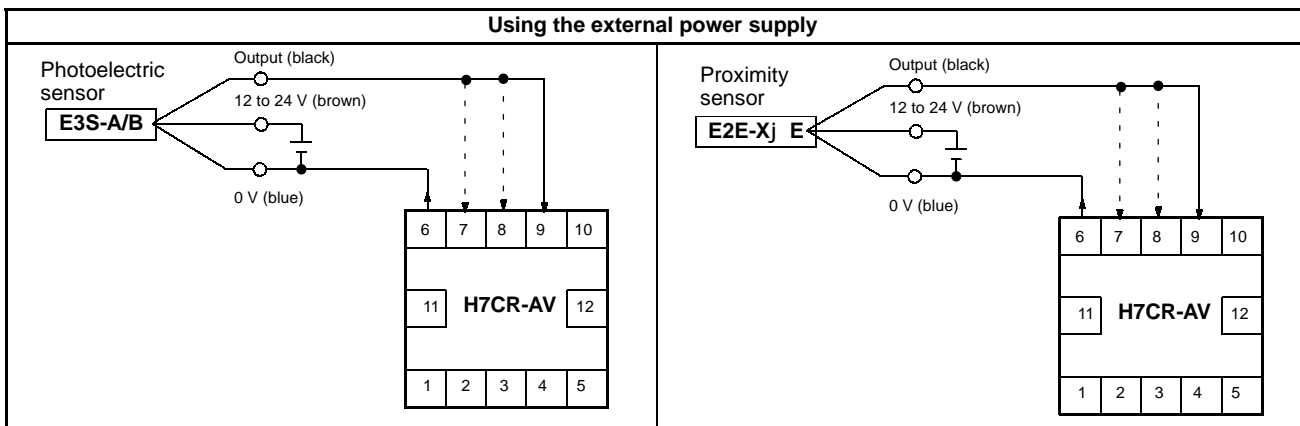 Using the external power supply
Photoelectric
sensor
E3S-A/B
Output (black)
12 to 24 V (brown)
0 V (blue)
6 7 8 9 10
11 H7CR-AV 12
1 2 3 4 5
Proximity
sensor
E2E-Xj E
Output (black)
12 to 24 V (brown)
0 V (blue)
6 7 8 9 10
11 H7CR-AV 12
1 2 3 4 5